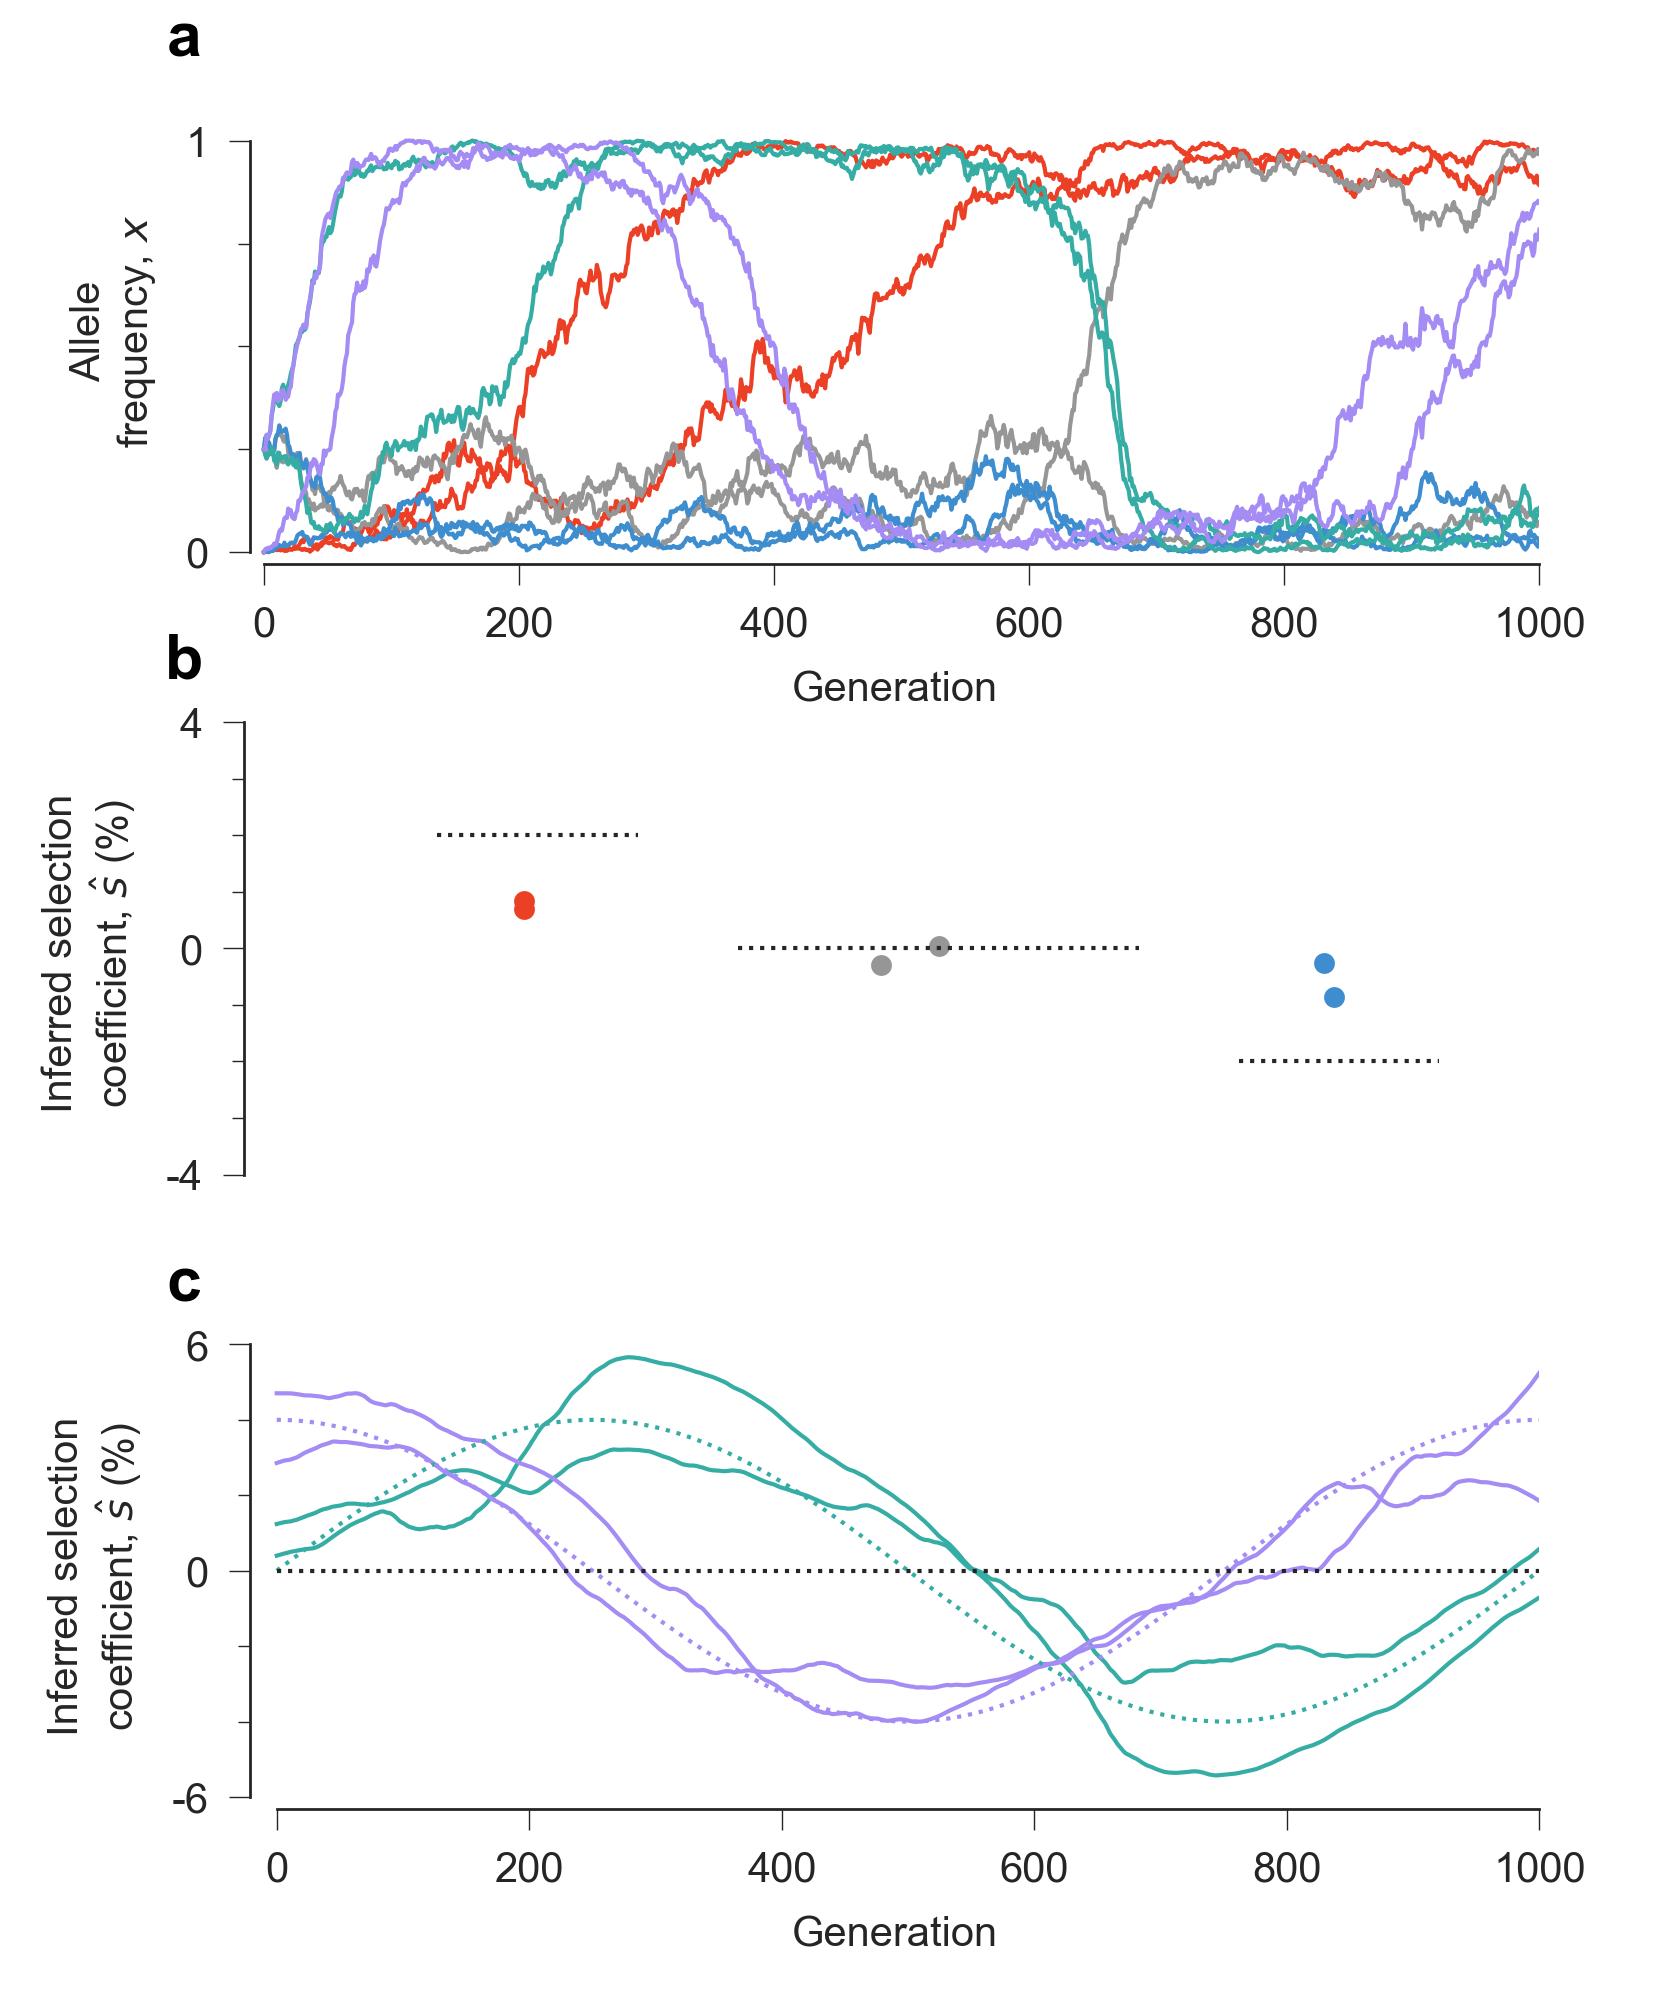 a
Allele
frequency, x
1
0
0 200 400 600 800 1000
Generation
b
Inferred selection
coefficient, ŝ (%)
4
0
-4
c
Inferred selection
coefficient, ŝ (%)
6
0
-6
0 200 400 600 800 1000
Generation